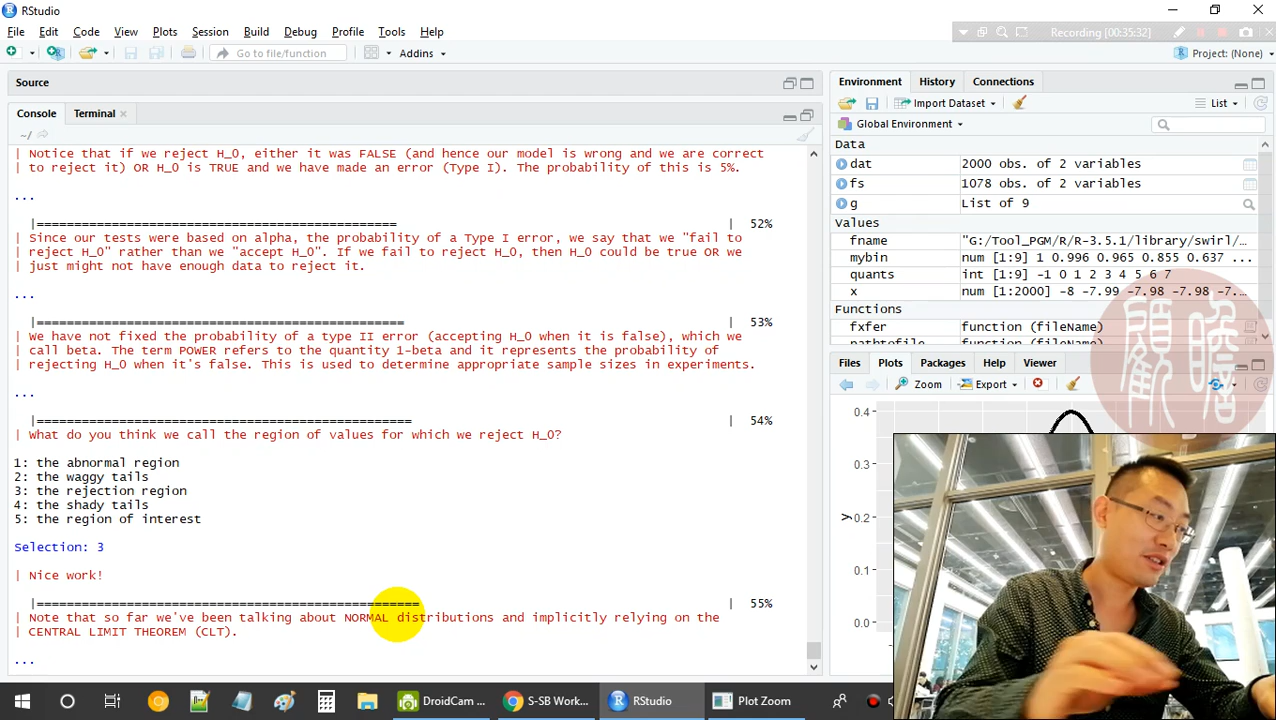 RStudio
File Edit Code View Plots Session Build Debug Profile Tools Help
Recording [00:35:32]
Go to file/function
Addins
Project: (None)
Source
Console Terminal
~/
| Notice that if we reject H_0, either it was FALSE (and hence our model is wrong and we are correct
| to reject it) OR H_0 is TRUE and we have made an error (Type I). The probability of this is 5%.
...
|================================================ | 52%
| Since our tests were based on alpha, the probability of a Type I error, we say that we "fail to
| reject H_0" rather than we "accept H_0". If we fail to reject H_0, then H_0 could be true OR we
| just might not have enough data to reject it.
...
|================================================= | 53%
| We have not fixed the probability of a type II error (accepting H_0 when it is false), which we
| call beta. The term POWER refers to the quantity 1-beta and it represents the probability of
| rejecting H_0 when it's false. This is used to determine appropriate sample sizes in experiments.
...
|================================================== | 54%
| What do you think we call the region of values for which we reject H_0?
1: the abnormal region
2: the waggy tails
3: the rejection region
4: the shady tails
5: the region of interest
Selection: 3
| Nice work!
|=================================================== | 55%
| Note that so far we've been talking about NORMAL distributions and implicitly relying on the
| CENTRAL LIMIT THEOREM (CLT).
...
Environment History Connections
Import Dataset
List
Global Environment
Data
dat 2000 obs. of 2 variables
fs 1078 obs. of 2 variables
g List of 9
Values
fname "G:/Tool_PGM/R/R-3.5.1/library/swirl/…
mybin num [1:9] 1 0.996 0.965 0.855 0.637 ...
quants int [1:9] -1 0 1 2 3 4 5 6 7
x num [1:2000] -8 -7.99 -7.98 -7.98 -7.…
Functions
fxfer function (fileName)
Files Plots Packages Help Viewer
Zoom Export
0.4
0.3
0.2
0.1
0.0
y
顧
瞻
DroidCam ... S-SB Work... RStudio Plot Zoom